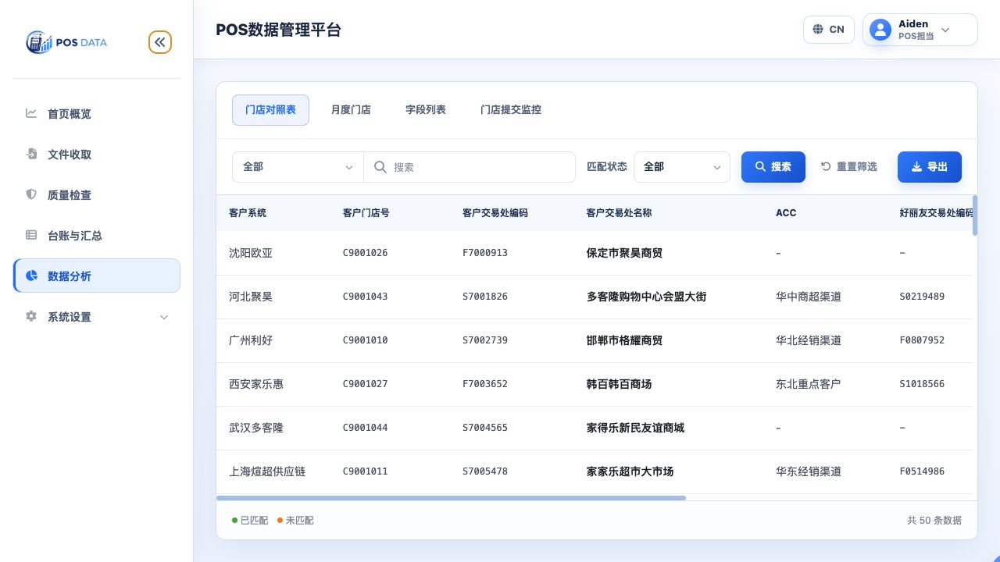 POS DATA
POS数据管理平台
CN
Aiden
POS担当
首页概览
文件收取
质量检查
台账与汇总
数据分析
系统设置
门店对照表 月度门店 字段列表 门店提交监控
全部 搜索 匹配状态 全部 搜索 重置筛选 导出
客户系统 客户门店号 客户交易处编码 客户交易处名称 ACC 好丽友交易处编码
沈阳欧亚 C9001026 F7000913 保定市聚昊商贸 - –
河北聚昊 C9001043 S7001826 多客隆购物中心会盟大街 华中商超渠道 S0219489
广州利好 C9001010 S7002739 邯郸市格耀商贸 华北经销渠道 F0807952
西安家乐惠 C9001027 F7003652 韩百韩百商场 东北重点客户 S1018566
武汉多客隆 C9001044 S7004565 家得乐新民友谊商城 - –
上海煊超供应链 C9001011 S7005478 家家乐超市大市场 华东经销渠道 F0514986
已匹配 未匹配 共 50 条数据